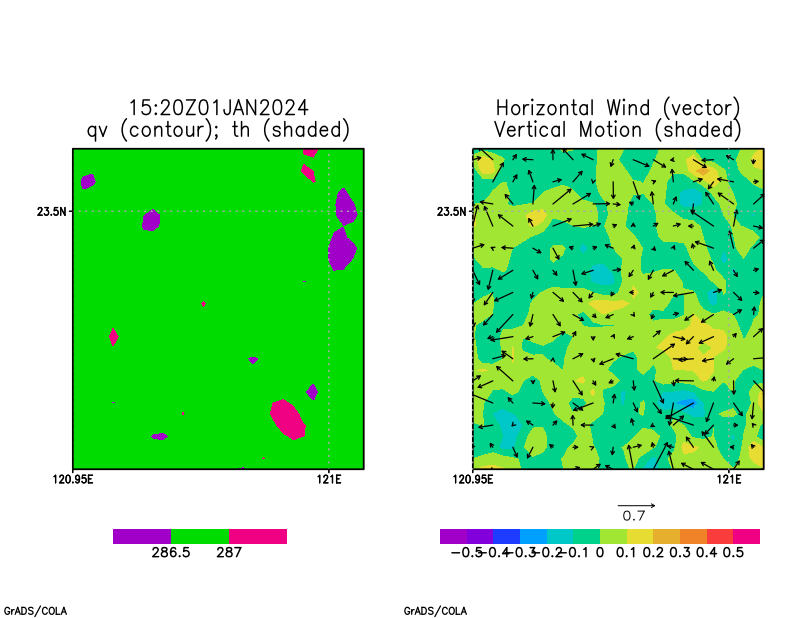 15:20Z01JAN2024
qv (contour); th (shaded)
23.5N
120.95E
121E
286.5
287
Horizontal Wind (vector)
Vertical Motion (shaded)
23.5N
120.95E
121E
0.7
-0.5 -0.4 -0.3 -0.2 -0.1 0 0.1 0.2 0.3 0.4 0.5
GrADS/COLA
GrADS/COLA